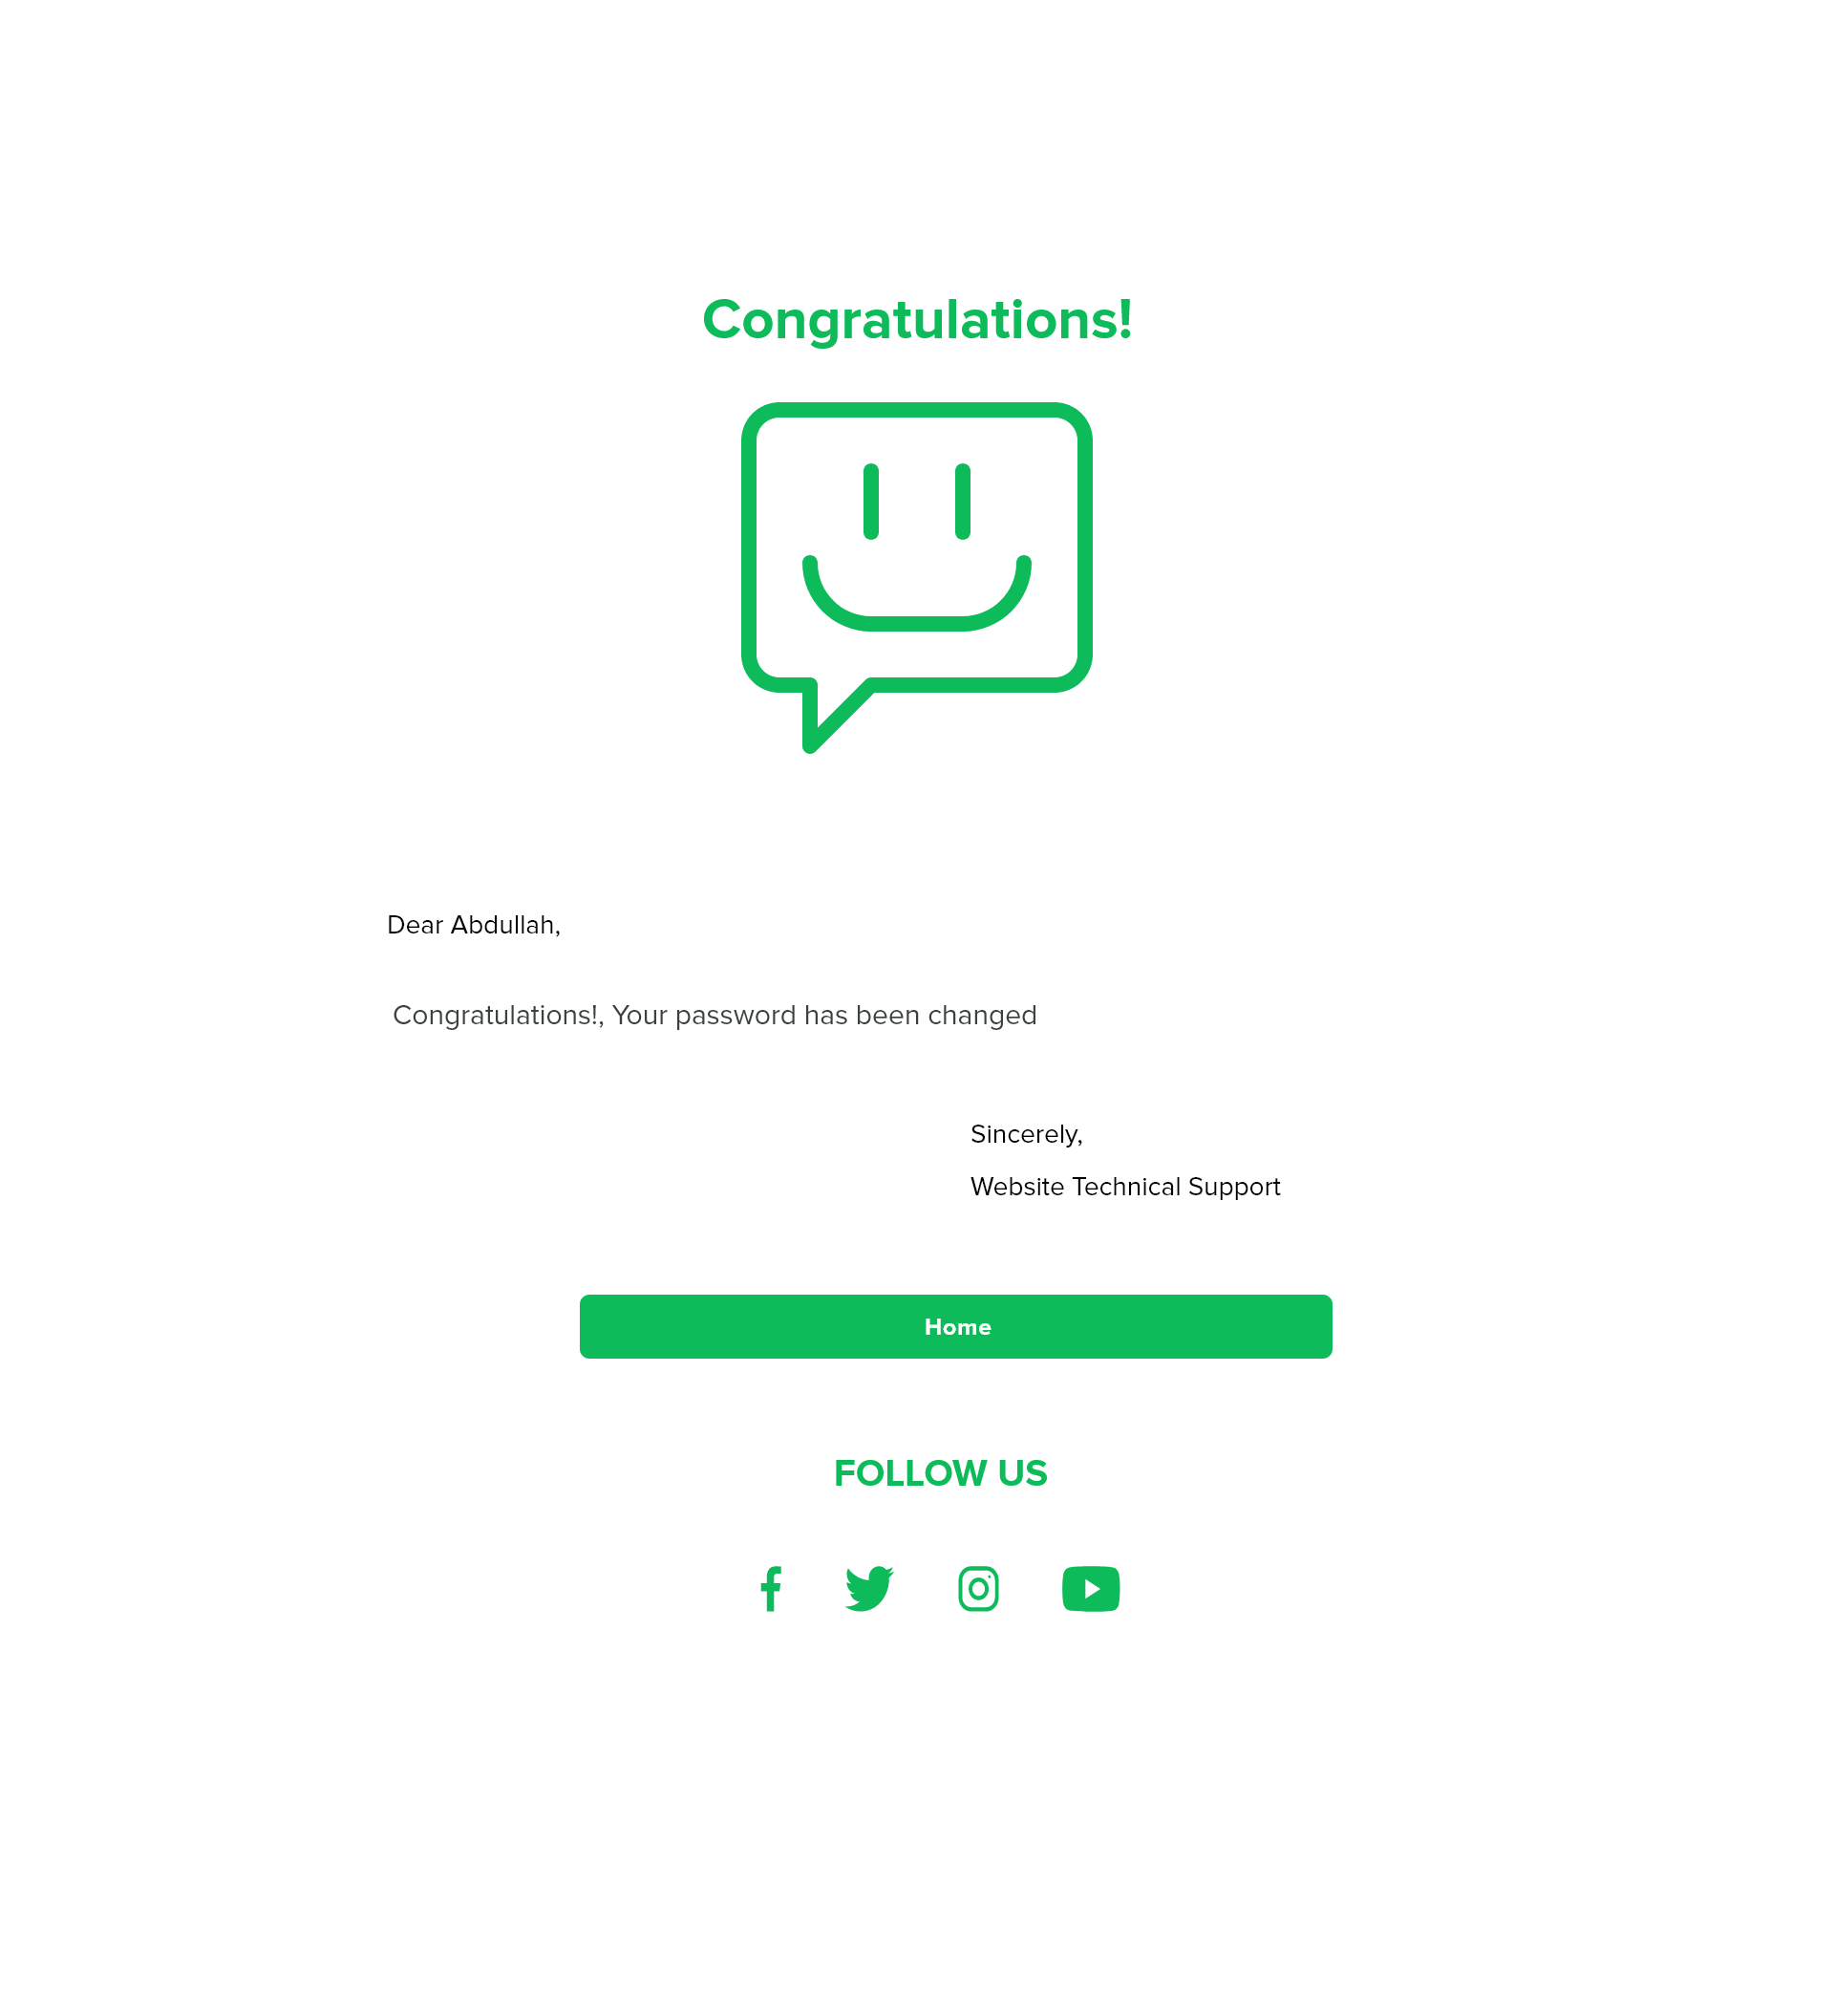 Congratulations!
Dear Abdullah,
Congratulations!, Your password has been changed
Sincerely,
Website Technical Support
Home
FOLLOW US